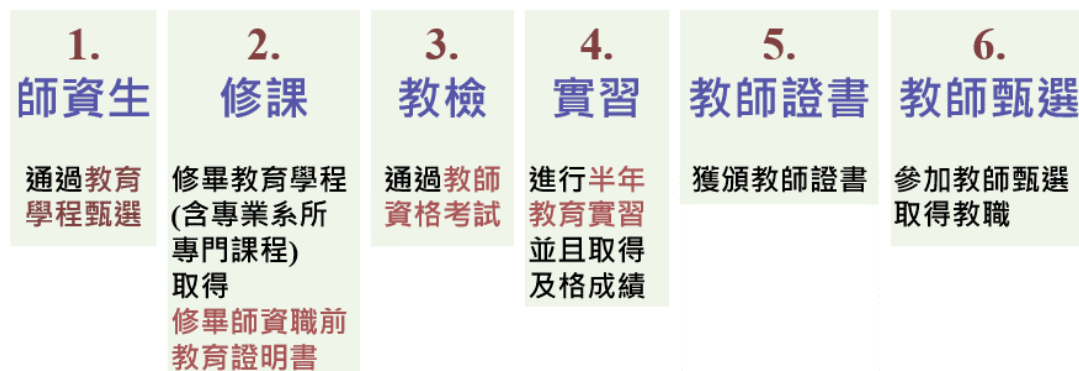 1.
師資生
通過教育
學程甄選
2.
修課
修畢教育學程
(含專業系所
專門課程)
取得
修畢師資職前
教育證明書
3.
教檢
通過教師
資格考試
4.
實習
進行半年
教育實習
並且取得
及格成績
5.
教師證書
獲頒教師證書
6.
教師甄選
參加教師甄選
取得教職